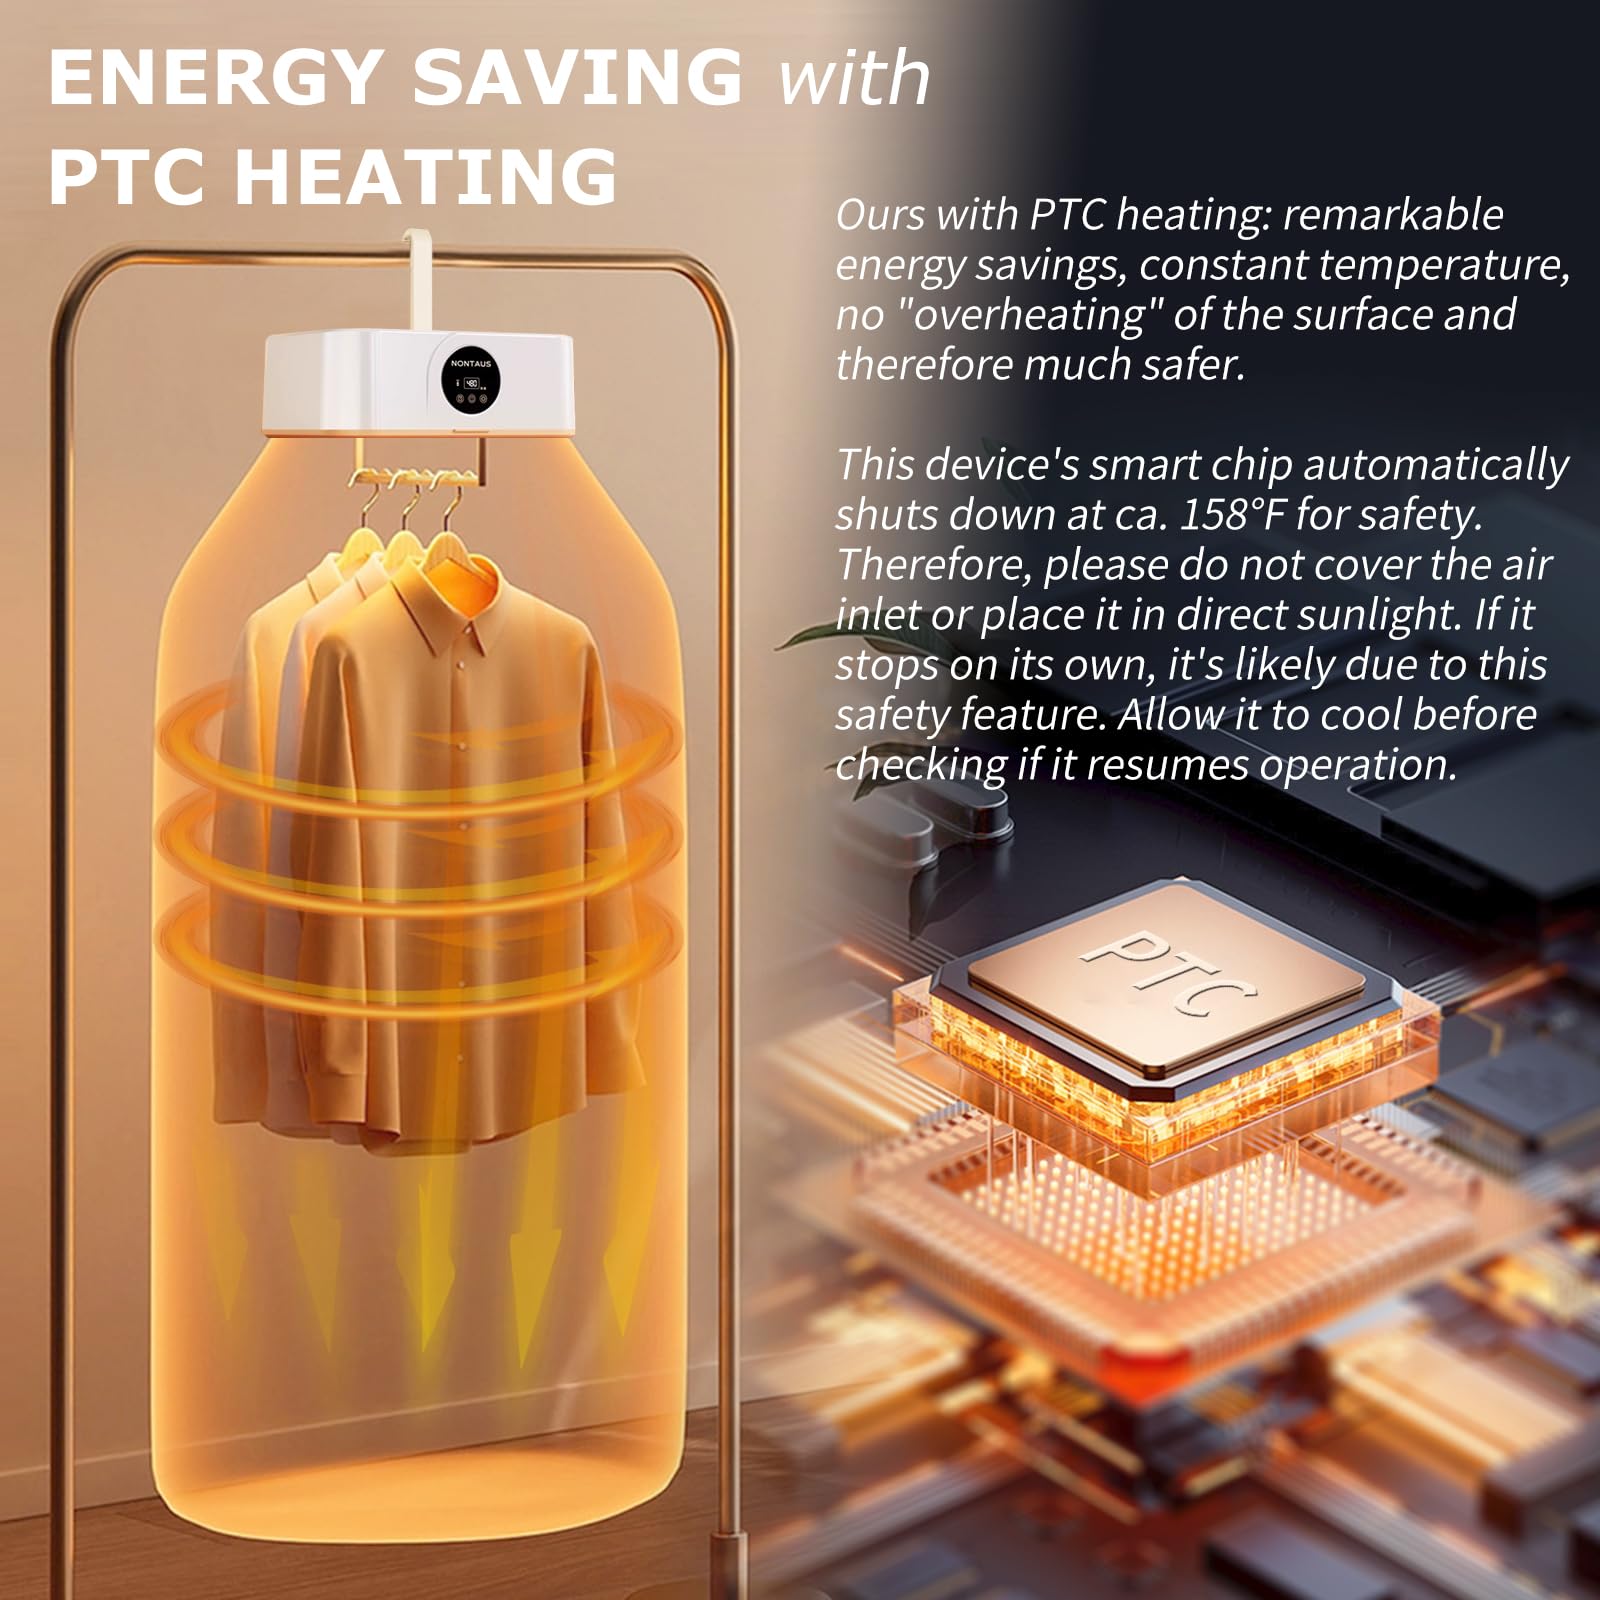 ENERGY SAVING with
PTC HEATING
Ours with PTC heating: remarkable
energy savings, constant temperature,
no "overheating" of the surface and
therefore much safer.
This device's smart chip automatically
shuts down at ca. 158°F for safety.
Therefore, please do not cover the air
inlet or place it in direct sunlight. If it
stops on its own, it's likely due to this
safety feature. Allow it to cool before
checking if it resumes operation.
NONTAUS
480
PTC